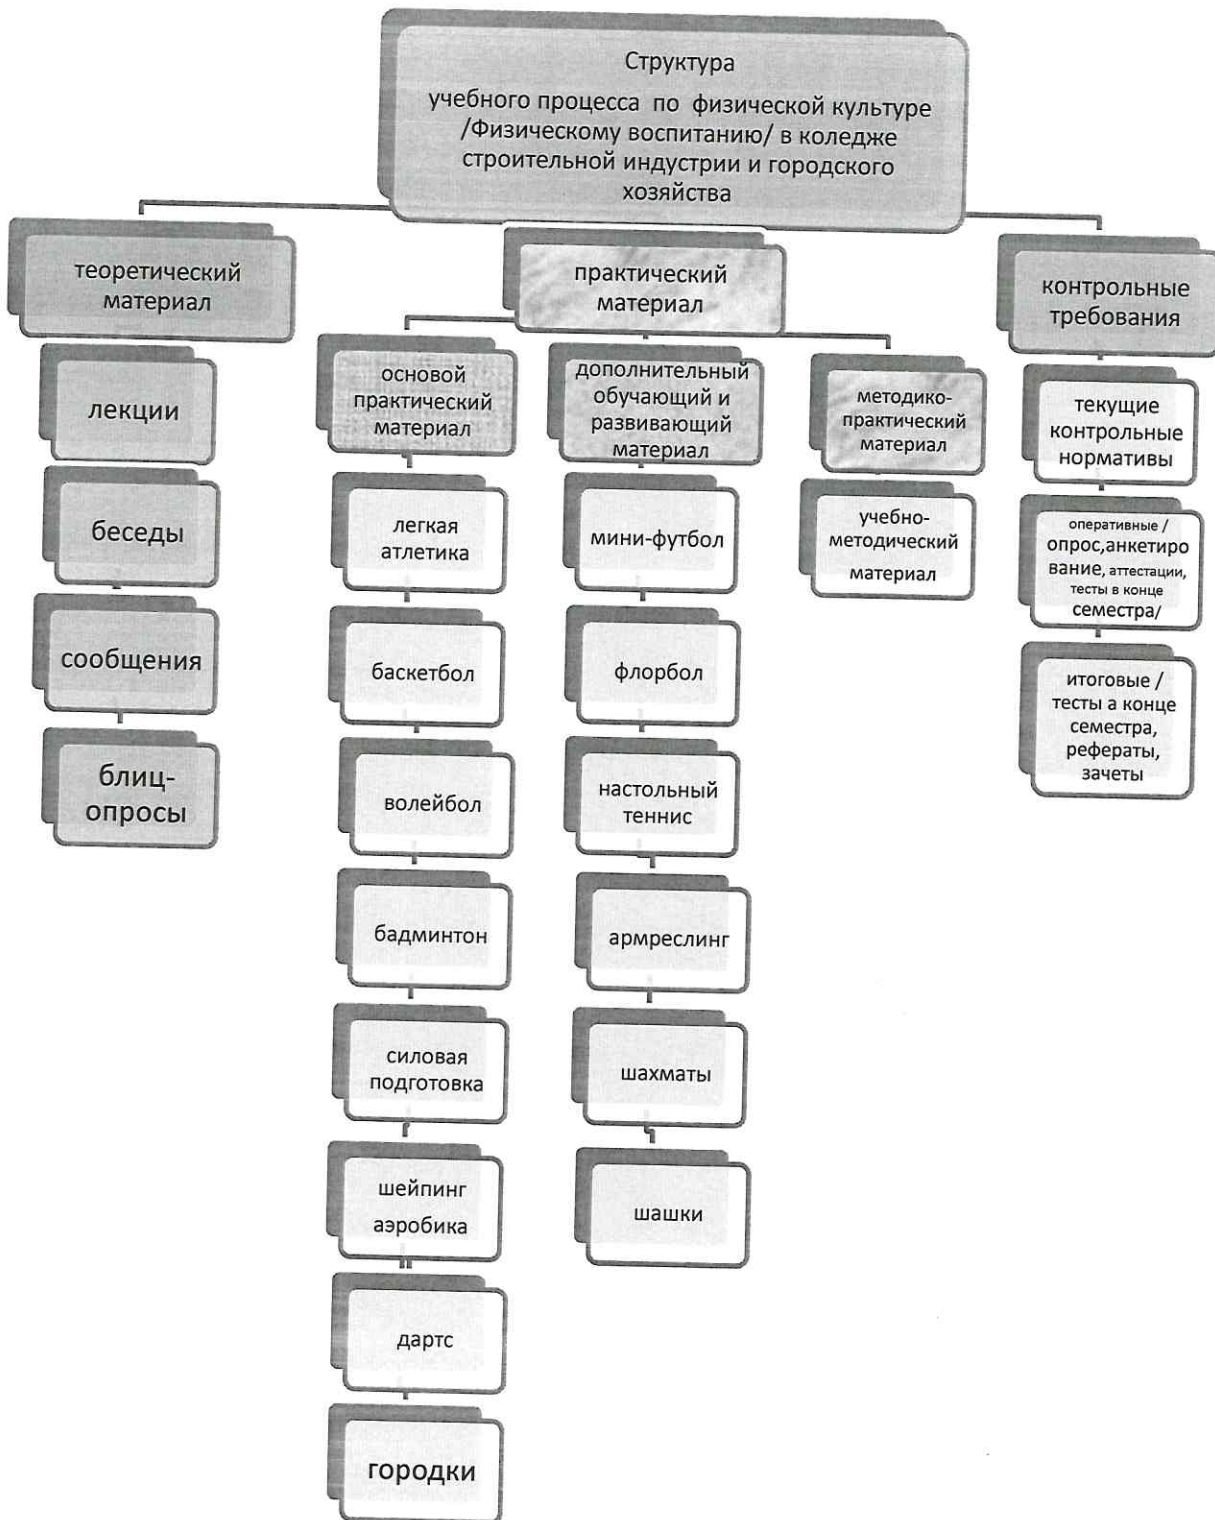 Структура
учебного процесса по физической культуре
/Физическому воспитанию/ в коледже
строительной индустрии и городского
хозяйства
теоретический
материал
лекции
беседы
сообщения
блиц-
опросы
практический
материал
основой
практический
материал
легкая
атлетика
баскетбол
волейбол
бадминтон
силовая
подготовка
шейпинг
аэробика
дартс
городки
дополнительный
обучающий и
развивающий
материал
мини-футбол
флорбол
настольный
теннис
армреслинг
шахматы
шашки
методико-
практический
материал
учебно-
методический
материал
контрольные
требования
текущие
контрольные
нормативы
оперативные /
опрос,анкетиро
вание, аттестации,
тесты в конце
семестра/
итоговые /
тесты а конце
семестра,
рефераты,
зачеты